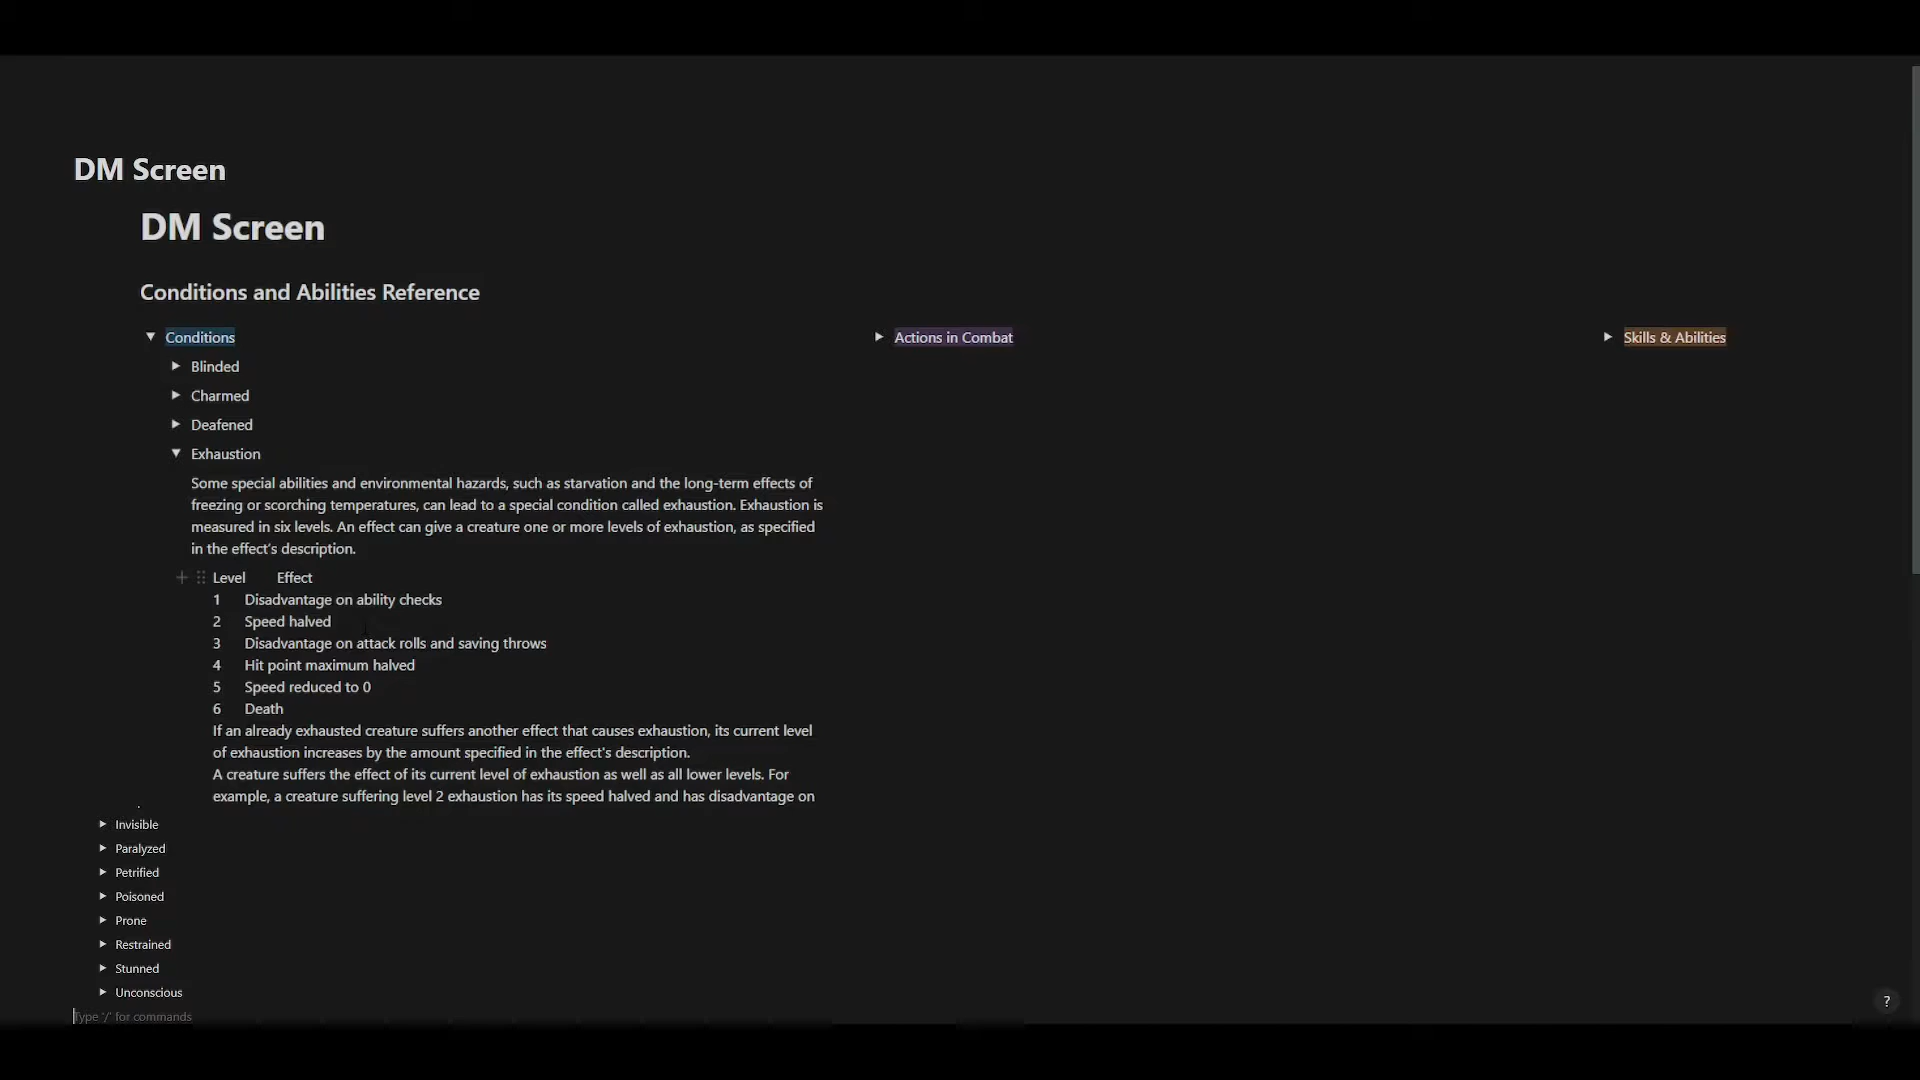 DM Screen
DM Screen
Conditions and Abilities Reference
Conditions
Actions in Combat
Skills & Abilities
Blinded
Charmed
Deafened
Exhaustion
Some special abilities and environmental hazards, such as starvation and the long-term effects of
freezing or scorching temperatures, can lead to a special condition called exhaustion. Exhaustion is
measured in six levels. An effect can give a creature one or more levels of exhaustion, as specified
in the effect's description.
Level Effect
1 Disadvantage on ability checks
2 Speed halved
3 Disadvantage on attack rolls and saving throws
4 Hit point maximum halved
5 Speed reduced to 0
6 Death
If an already exhausted creature suffers another effect that causes exhaustion, its current level
of exhaustion increases by the amount specified in the effect's description.
A creature suffers the effect of its current level of exhaustion as well as all lower levels. For
example, a creature suffering level 2 exhaustion has its speed halved and has disadvantage on
Invisible
Paralyzed
Petrified
Poisoned
Prone
Restrained
Stunned
Unconscious
Type '/' for commands
?